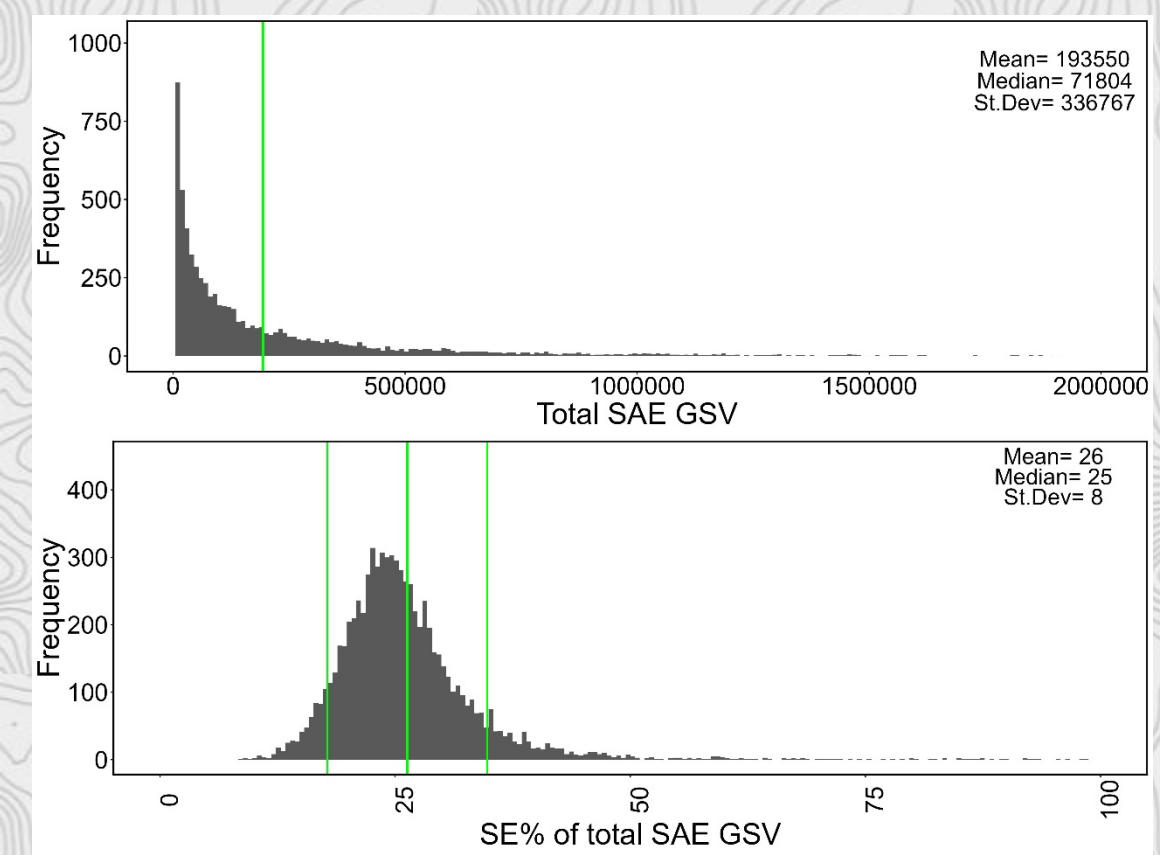 1000
750
500
250
0
Frequency
Mean= 193550
Median= 71804
St.Dev= 336767
0 500000 1000000 1500000 2000000
Total SAE GSV
400
300
200
100
0
Frequency
Mean= 26
Median= 25
St.Dev= 8
0 25 50 75 100
SE% of total SAE GSV